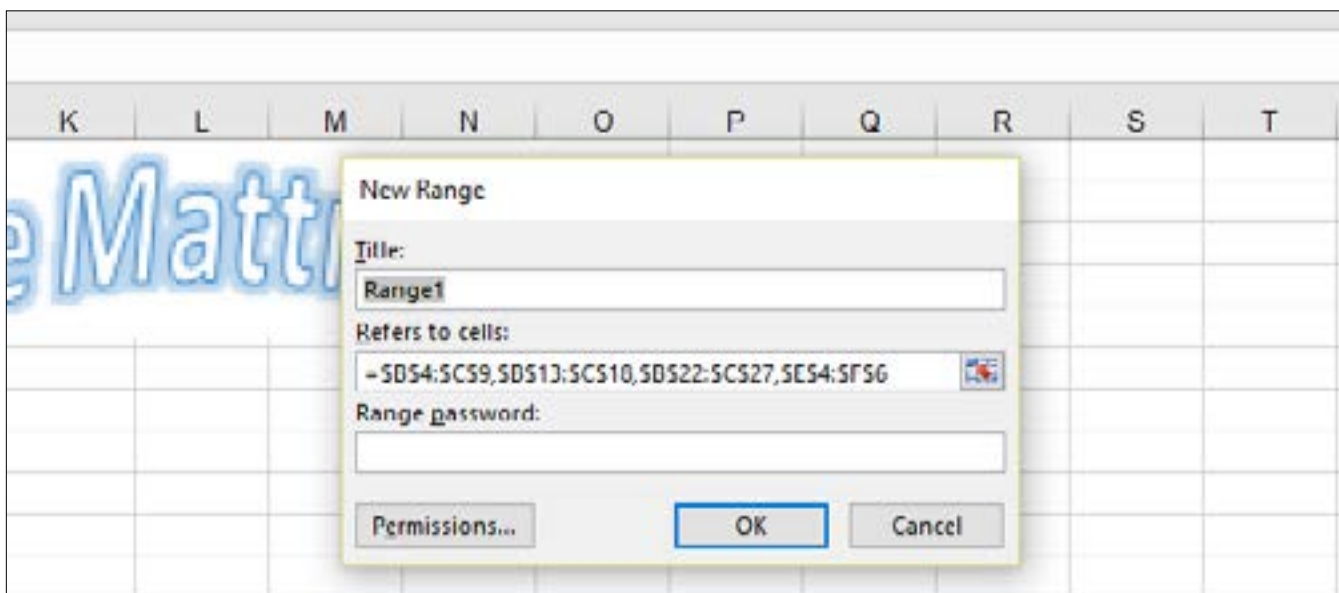 K L M N O P Q R S T
e Mattr
New Range
Title:
Range1
Refers to cells:
=$B$4:$C$9,$B$13:$C$18,$B$22:$C$27,$E$4:$F$6
Range password:
Permissions... OK Cancel